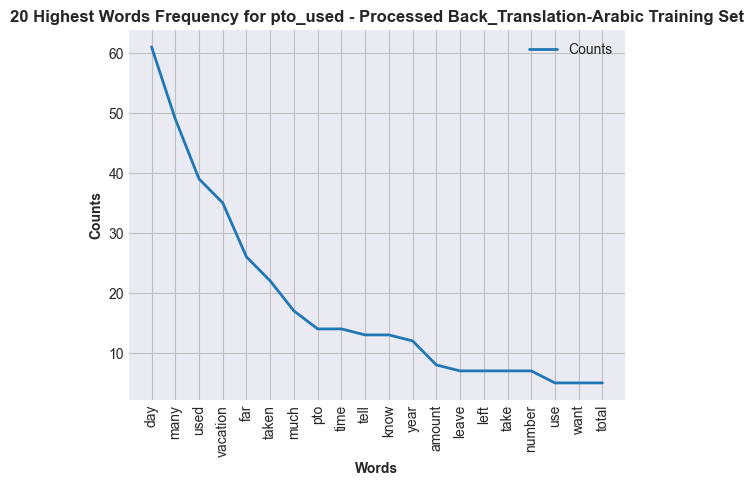 20 Highest Words Frequency for pto_used - Processed Back_Translation-Arabic Training Set
Counts
60
50
40
30
20
10
Counts
day
many
used
vacation
far
taken
much
pto
time
tell
know
year
amount
leave
left
take
number
use
want
total
Words